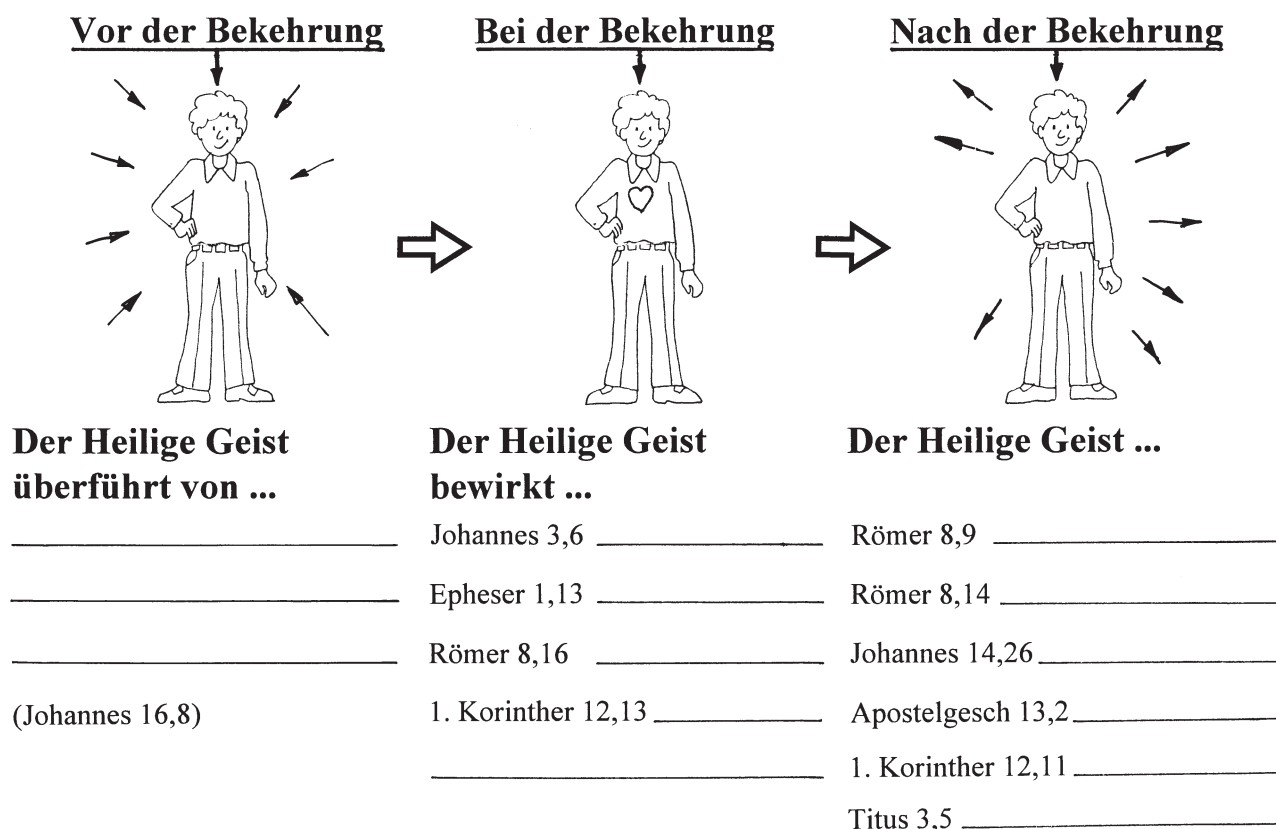 Vor der Bekehrung
Bei der Bekehrung
Nach der Bekehrung
Der Heilige Geist
überführt von ...
(Johannes 16,8)
Der Heilige Geist
bewirkt ...
Johannes 3,6
Epheser 1,13
Römer 8,16
1. Korinther 12,13
Der Heilige Geist ...
Römer 8,9
Römer 8,14
Johannes 14,26
Apostelgesch 13,2
1. Korinther 12,11
Titus 3,5